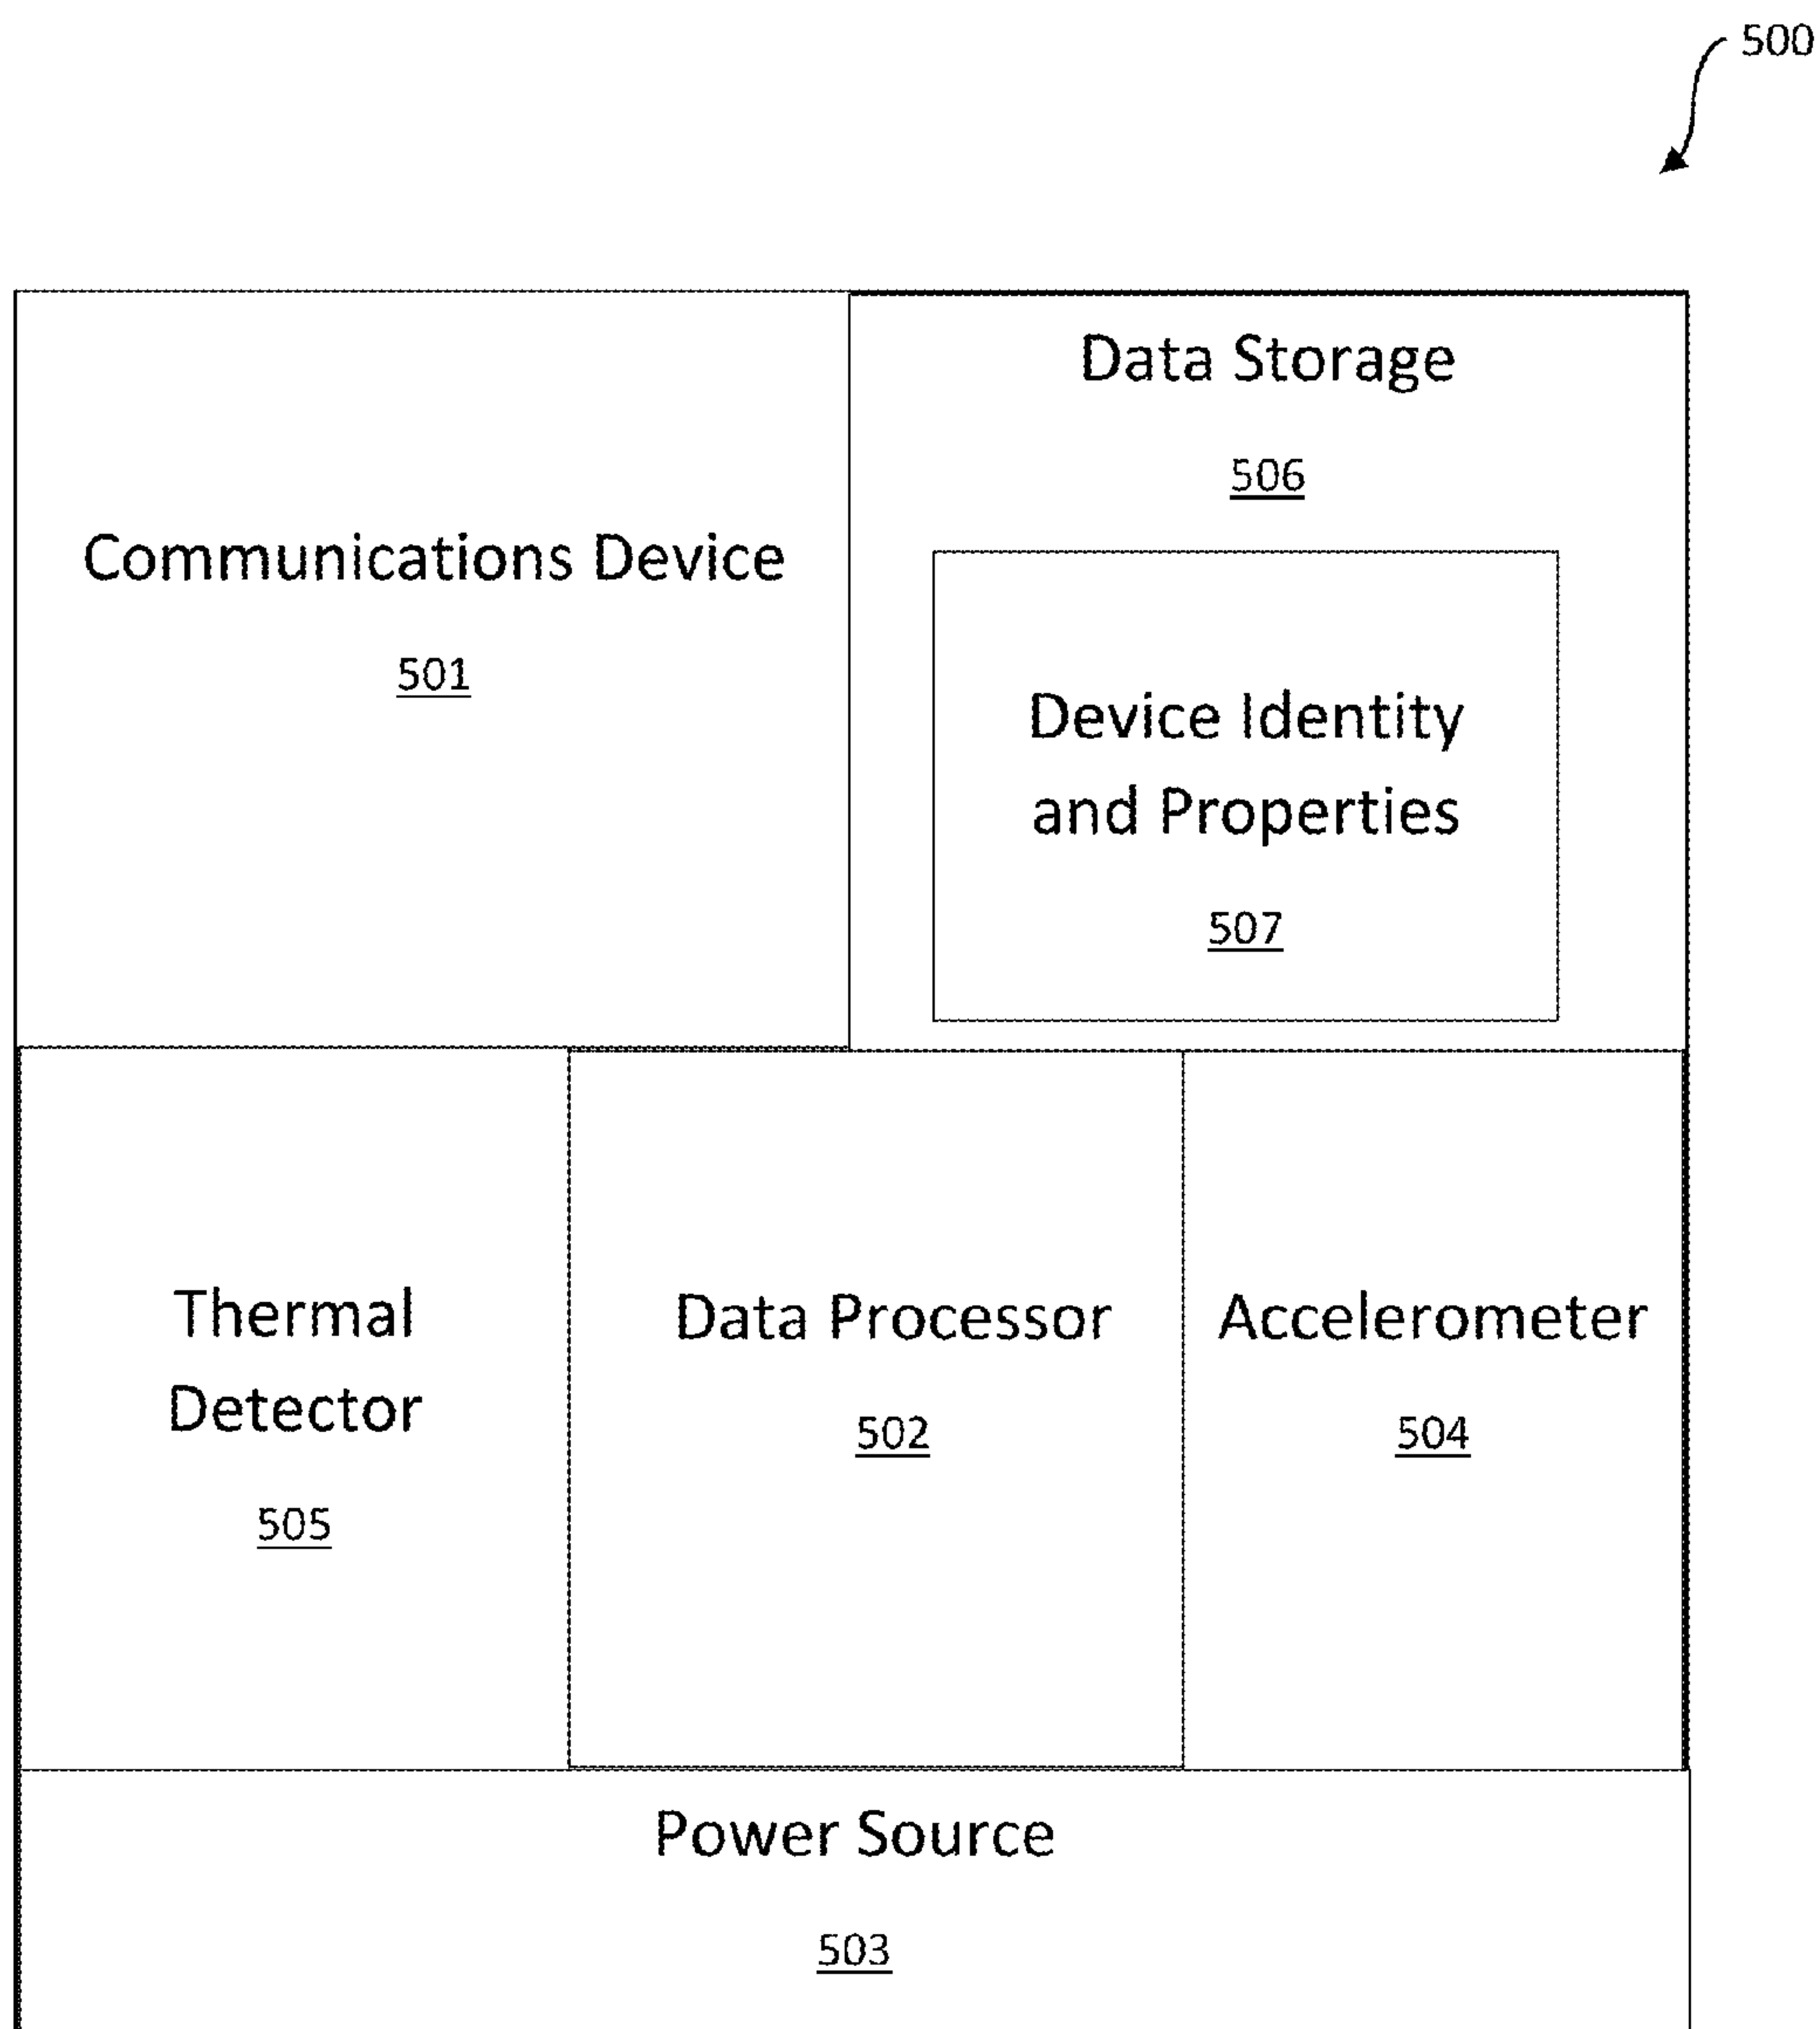 500
Communications Device
501
Data Storage
506
Device Identity
and Properties
507
Thermal
Detector
505
Data Processor
502
Accelerometer
504
Power Source
503